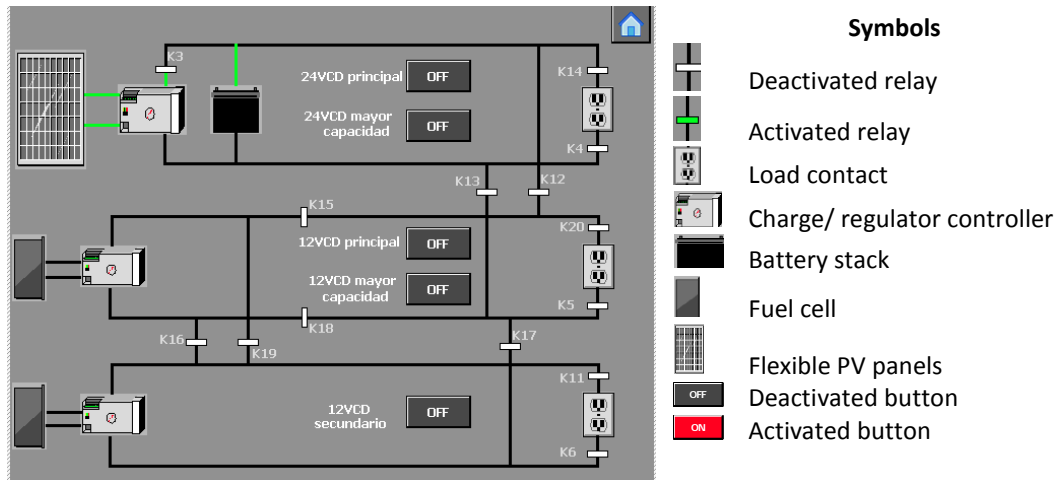 K3
24VCD principal
OFF
K14
24VCD mayor
capacidad
OFF
K4
K13
K12
K15
12VCD principal
OFF
K20
12VCD mayor
capacidad
OFF
K5
K18
K16
K19
K17
K11
12VCD
secundario
OFF
K6
Symbols
Deactivated relay
Activated relay
Load contact
Charge/ regulator controller
Battery stack
Fuel cell
Flexible PV panels
OFF
Deactivated button
ON
Activated button